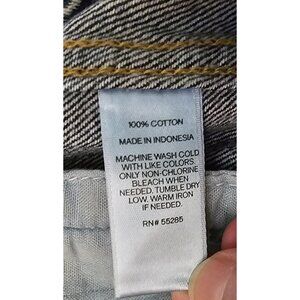 100% COTTON
MADE IN INDONESIA
MACHINE WASH COLD
WITH LIKE COLORS.
ONLY NON-CHLORINE
BLEACH WHEN
NEEDED. TUMBLE DRY
LOW. WARM IRON
IF NEEDED.
RN# 55285